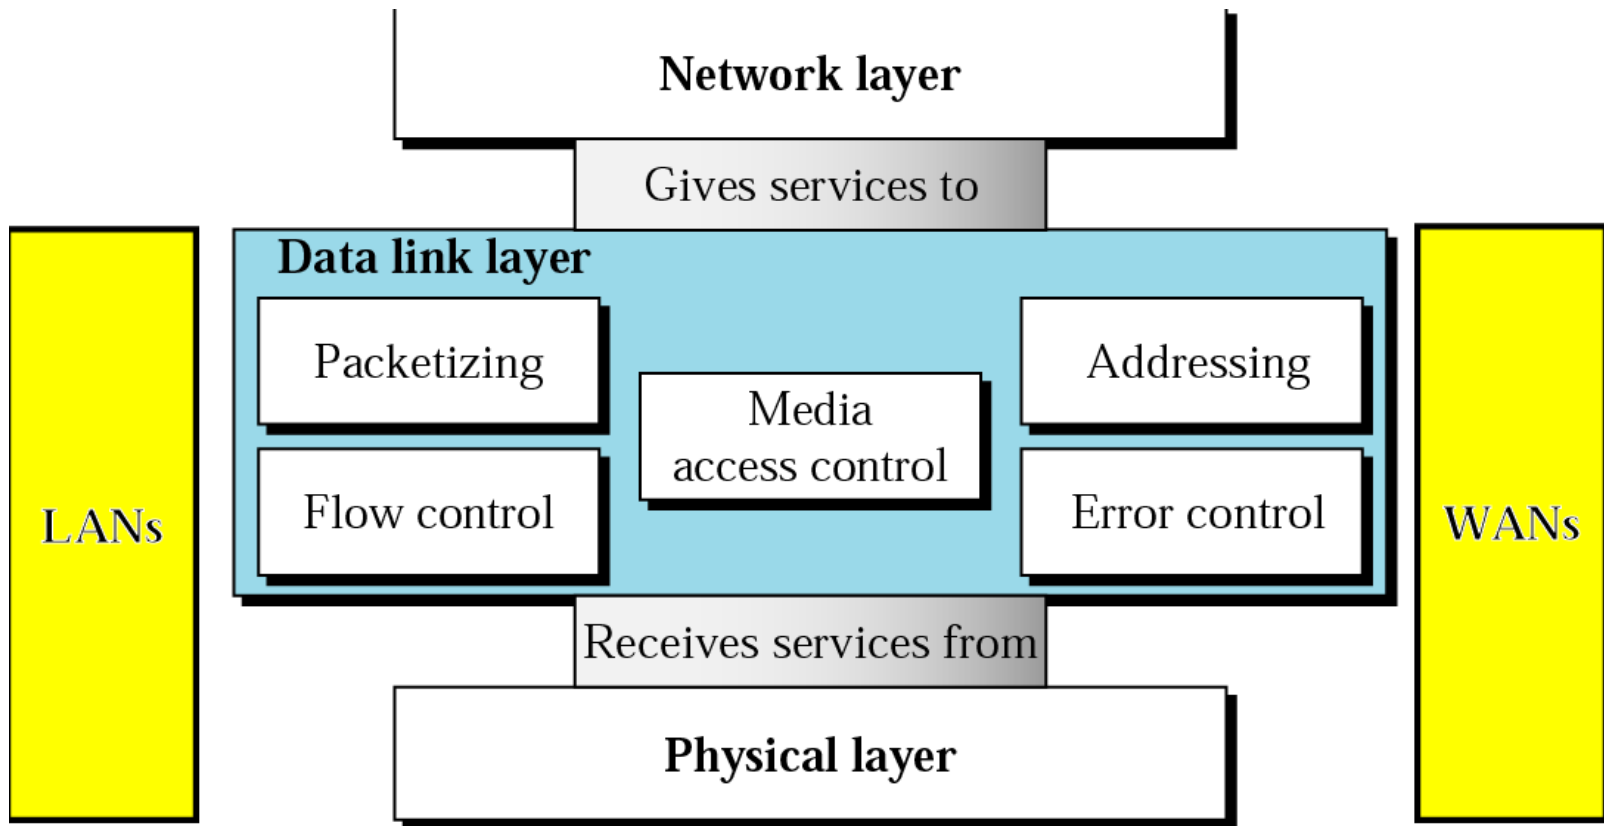 Network layer
Gives services to
Data link layer
Packetizing
Addressing
Media
access control
Flow control
Error control
LANs
WANs
Receives services from
Physical layer